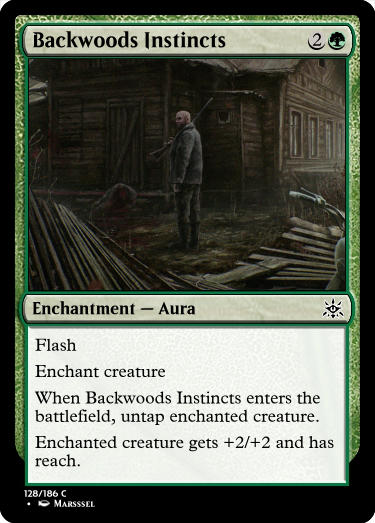 Backwoods Instincts 2
Enchantment — Aura
Flash
Enchant creature
When Backwoods Instincts enters the
battlefield, untap enchanted creature.
Enchanted creature gets +2/+2 and has
reach.
128/186 C
• Marsssel